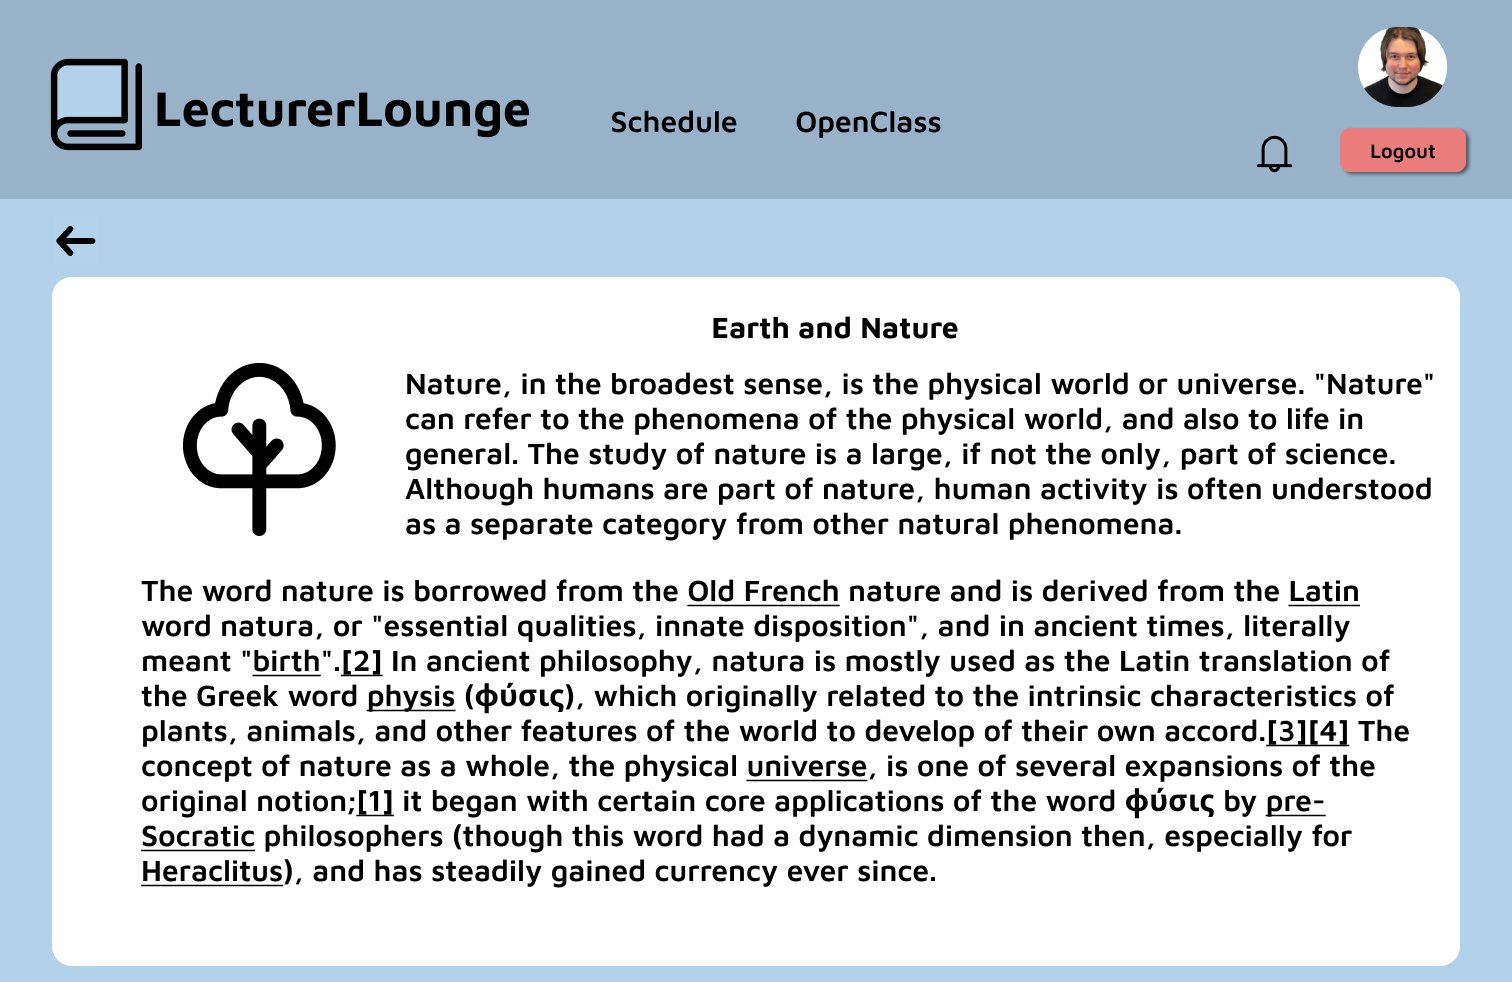 LecturerLounge
Schedule
OpenClass
Logout
Earth and Nature
Nature, in the broadest sense, is the physical world or universe. "Nature"
can refer to the phenomena of the physical world, and also to life in
general. The study of nature is a large, if not the only, part of science.
Although humans are part of nature, human activity is often understood
as a separate category from other natural phenomena.
The word nature is borrowed from the Old French nature and is derived from the Latin
word natura, or "essential qualities, innate disposition", and in ancient times, literally
meant "birth".[2] In ancient philosophy, natura is mostly used as the Latin translation of
the Greek word physis (φύσις), which originally related to the intrinsic characteristics of
plants, animals, and other features of the world to develop of their own accord.[3][4] The
concept of nature as a whole, the physical universe, is one of several expansions of the
original notion;[1] it began with certain core applications of the word φύσις by pre-
Socratic philosophers (though this word had a dynamic dimension then, especially for
Heraclitus), and has steadily gained currency ever since.